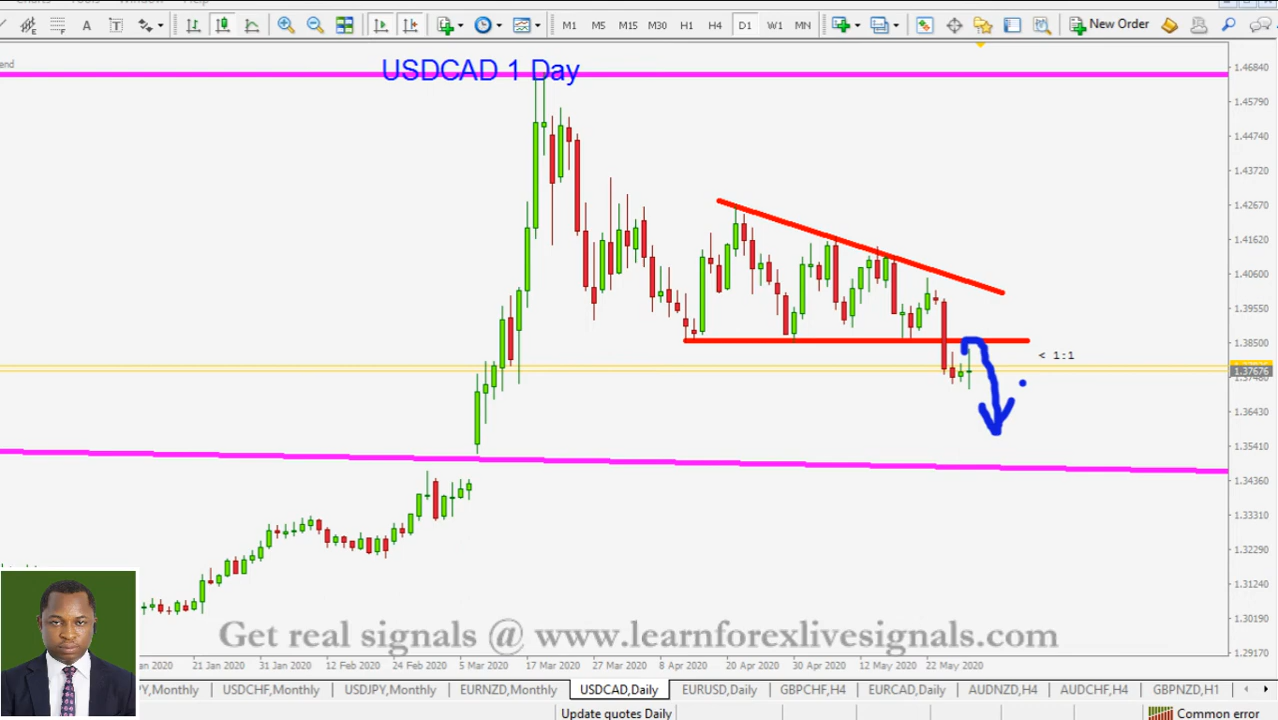 M1 M5 M15 M30 H1 H4 D1 W1 MN New Order
end
USDCAD 1 Day
1.46840
1.45790
1.44740
1.43720
1.42670
1.41620
1.40600
1.39550
1.38500
< 1:1
1.37676
1.37480
1.36430
1.35410
1.34360
1.33310
1.32290
1.31240
1.30190
1.29170
Get real signals @ www.learnforexlivesignals.com
an 2020 21 Jan 2020 31 Jan 2020 12 Feb 2020 24 Feb 2020 5 Mar 2020 17 Mar 2020 27 Mar 2020 8 Apr 2020 20 Apr 2020 30 Apr 2020 12 May 2020 22 May 2020
PY,Monthly USDCHF,Monthly USDJPY,Monthly EURNZD,Monthly USDCAD,Daily EURUSD,Daily GBPCHF,H4 EURCAD,Daily AUDNZD,H4 AUDCHF,H4 GBPNZD,H1
Update quotes Daily Common error